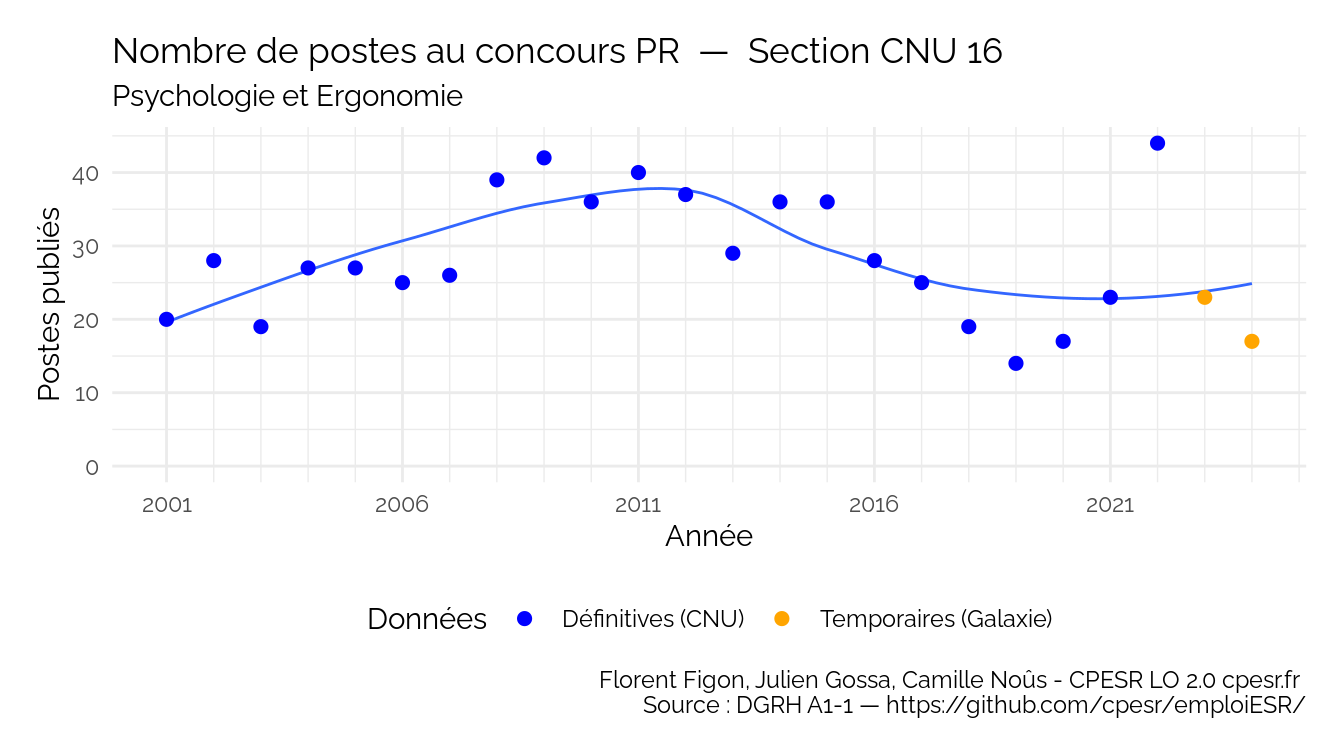 Nombre de postes au concours PR — Section CNU 16
Psychologie et Ergonomie
Postes publiés
40
30
20
10
0
2001 2006 2011 2016 2021
Année
Données Définitives (CNU) Temporaires (Galaxie)
Florent Figon, Julien Gossa, Camille Noûs - CPESR LO 2.0 cpesr.fr
Source : DGRH A1-1 — https://github.com/cpesr/emploiESR/